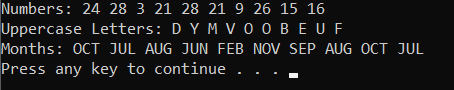 Numbers: 24 28 3 21 28 21 9 26 15 16
Uppercase Letters: D Y M V O O B E U F
Months: OCT JUL AUG JUN FEB NOV SEP AUG OCT JUL
Press any key to continue . . .